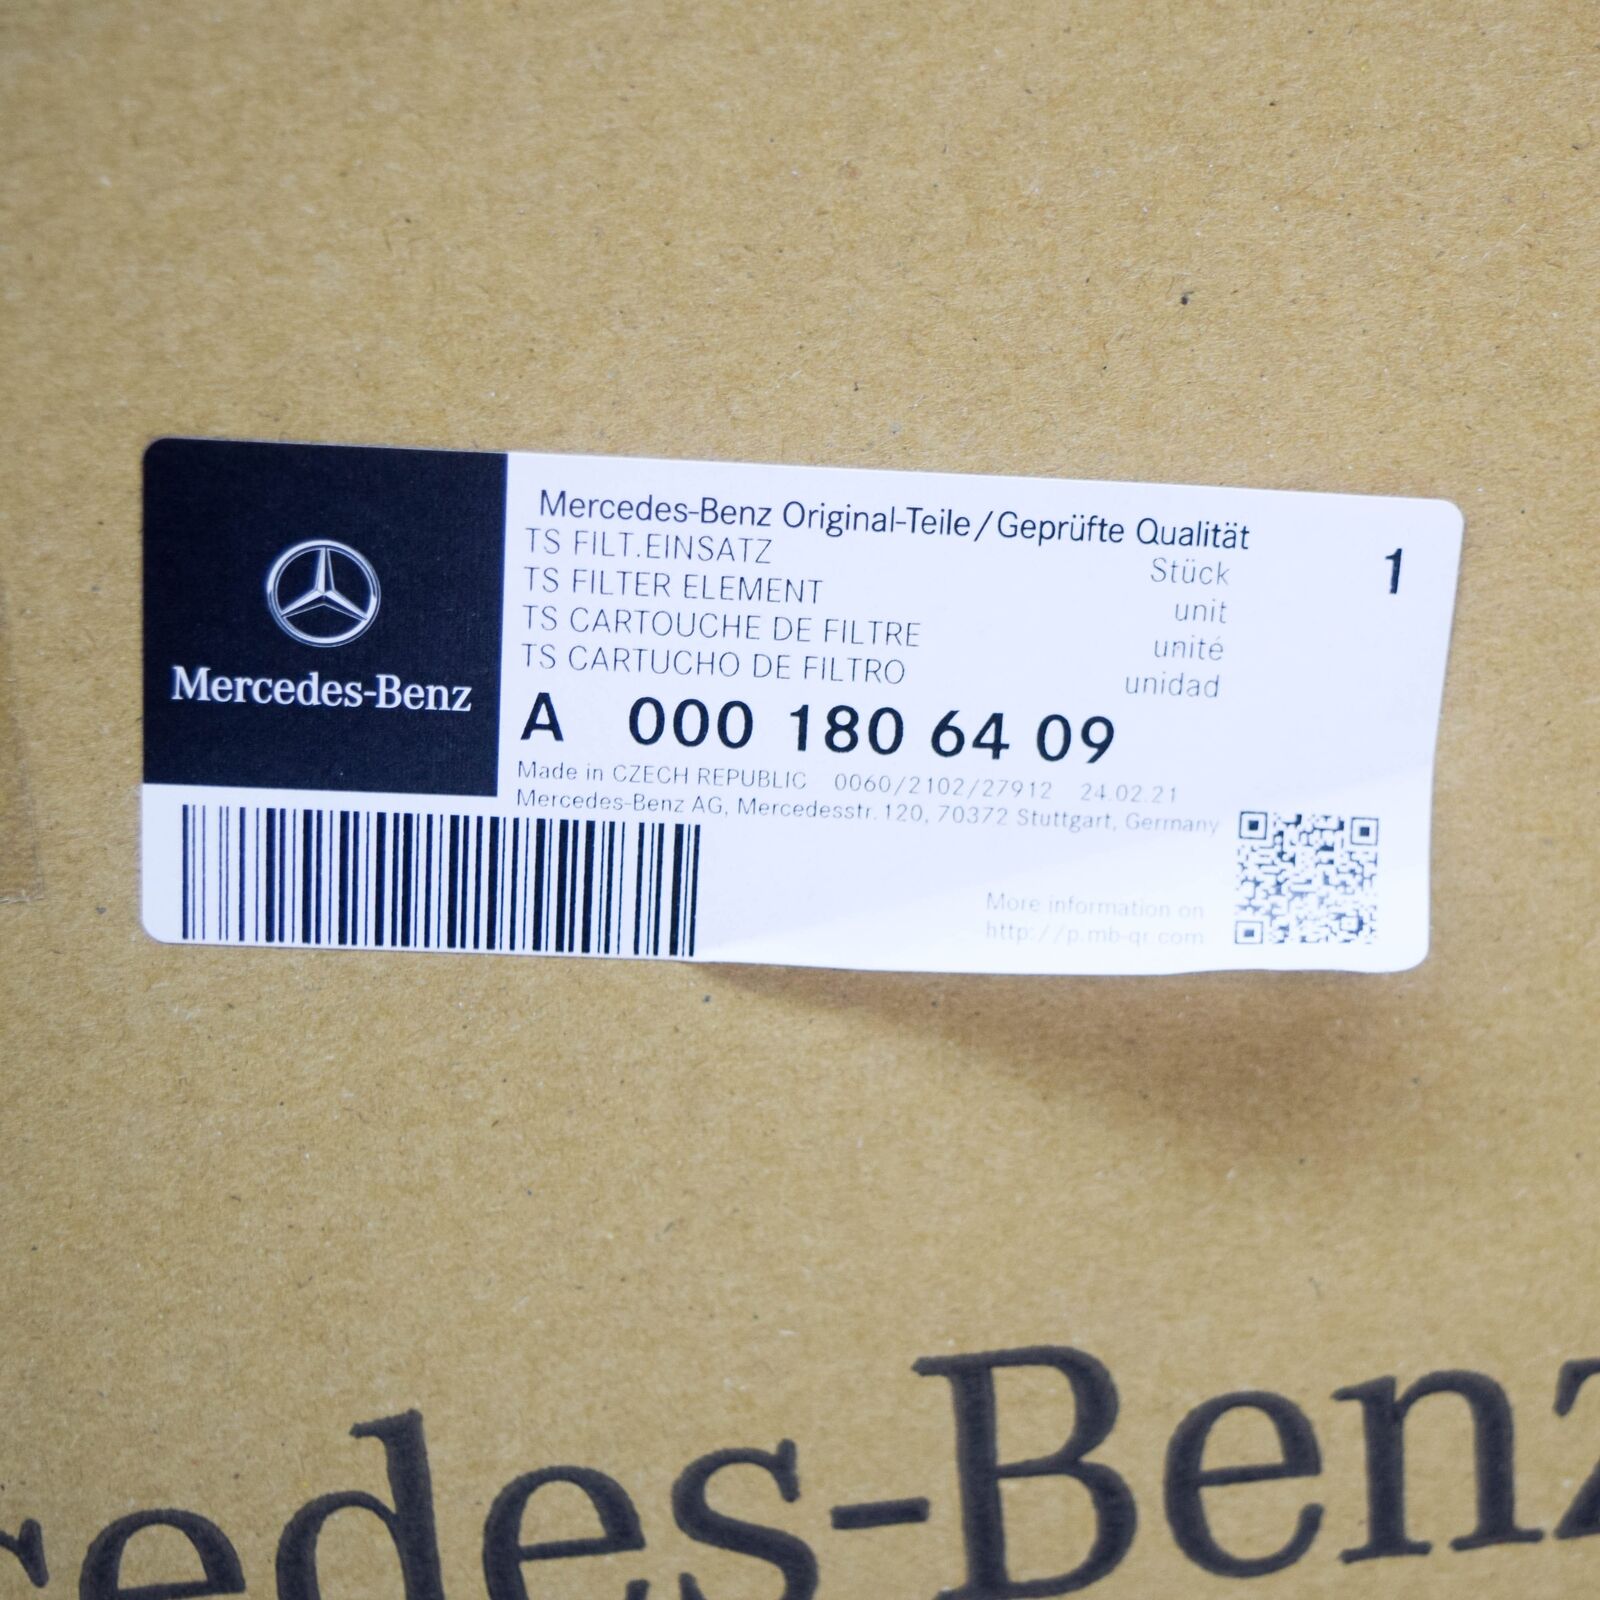 Mercedes-Benz
Mercedes-Benz Original-Teile/Geprüfte Qualität
TS FILT.EINSATZ Stück 1
TS FILTER ELEMENT unit
TS CARTOUCHE DE FILTRE unité
TS CARTUCHO DE FILTRO unidad
A 000 180 64 09
Made in CZECH REPUBLIC 0060/2102/27912 24.02.21
Mercedes-Benz AG, Mercedesstr. 120, 70372 Stuttgart, Germany
More information on
http://p.mb-qr.com
redes-Benz